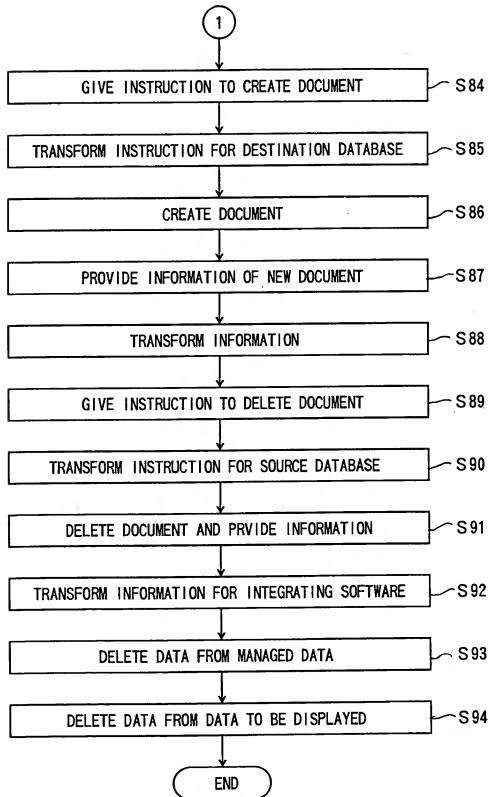 1
GIVE INSTRUCTION TO CREATE DOCUMENT S84
TRANSFORM INSTRUCTION FOR DESTINATION DATABASE S85
CREATE DOCUMENT S86
PROVIDE INFORMATION OF NEW DOCUMENT S87
TRANSFORM INFORMATION S88
GIVE INSTRUCTION TO DELETE DOCUMENT S89
TRANSFORM INSTRUCTION FOR SOURCE DATABASE S90
DELETE DOCUMENT AND PRVIDE INFORMATION S91
TRANSFORM INFORMATION FOR INTEGRATING SOFTWARE S92
DELETE DATA FROM MANAGED DATA S93
DELETE DATA FROM DATA TO BE DISPLAYED S94
END